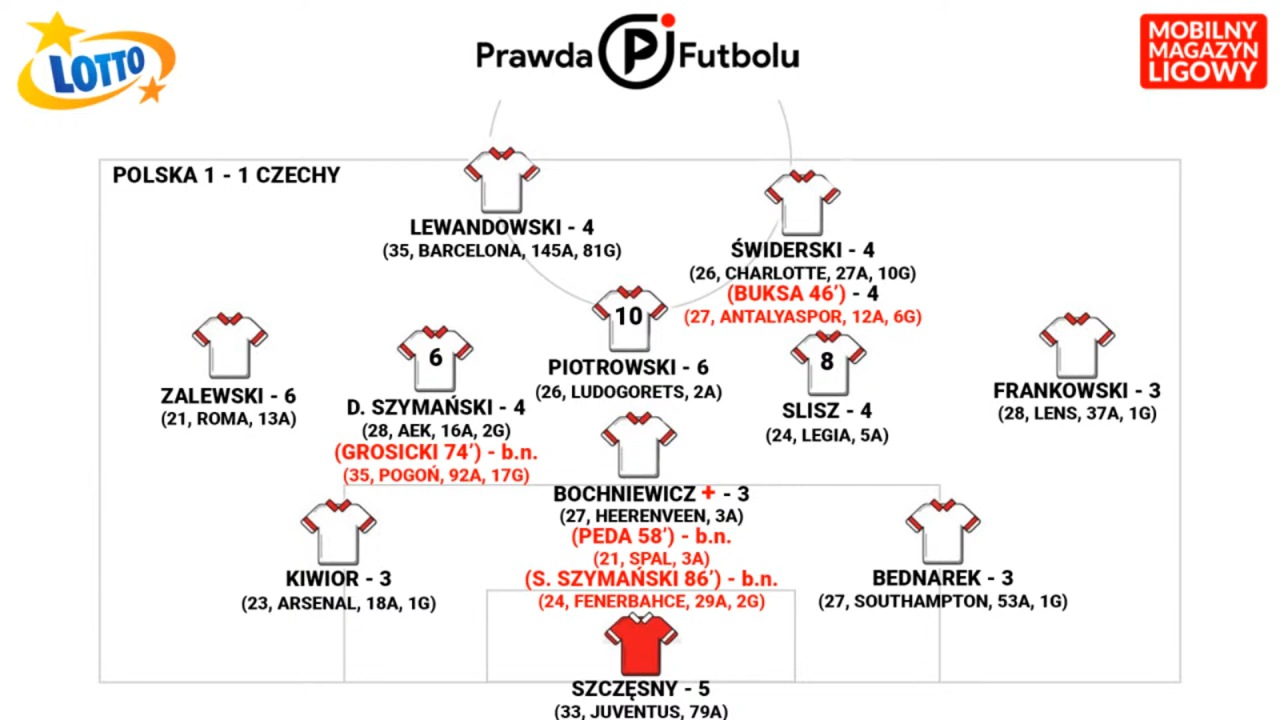 LOTTO
Prawda Pi Futbolu
MOBILNY
MAGAZYN
LIGOWY
POLSKA 1 - 1 CZECHY
LEWANDOWSKI - 4
(35, BARCELONA, 145A, 81G)
ŚWIDERSKI - 4
(26, CHARLOTTE, 27A, 10G)
(BUKSA 46’) - 4
(27, ANTALYASPOR, 12A, 6G)
10
PIOTROWSKI - 6
(26, LUDOGORETS, 2A)
ZALEWSKI - 6
(21, ROMA, 13A)
6
D. SZYMAŃSKI - 4
(28, AEK, 16A, 2G)
(GROSICKI 74’) - b.n.
(35, POGOŃ, 92A, 17G)
8
SLISZ - 4
(24, LEGIA, 5A)
FRANKOWSKI - 3
(28, LENS, 37A, 1G)
BOCHNIEWICZ + - 3
(27, HEERENVEEN, 3A)
(PEDA 58’) - b.n.
(21, SPAL, 3A)
(S. SZYMAŃSKI 86’) - b.n.
(24, FENERBAHCE, 29A, 2G)
KIWIOR - 3
(23, ARSENAL, 18A, 1G)
BEDNAREK - 3
(27, SOUTHAMPTON, 53A, 1G)
SZCZĘSNY - 5
(33, JUVENTUS, 79A)